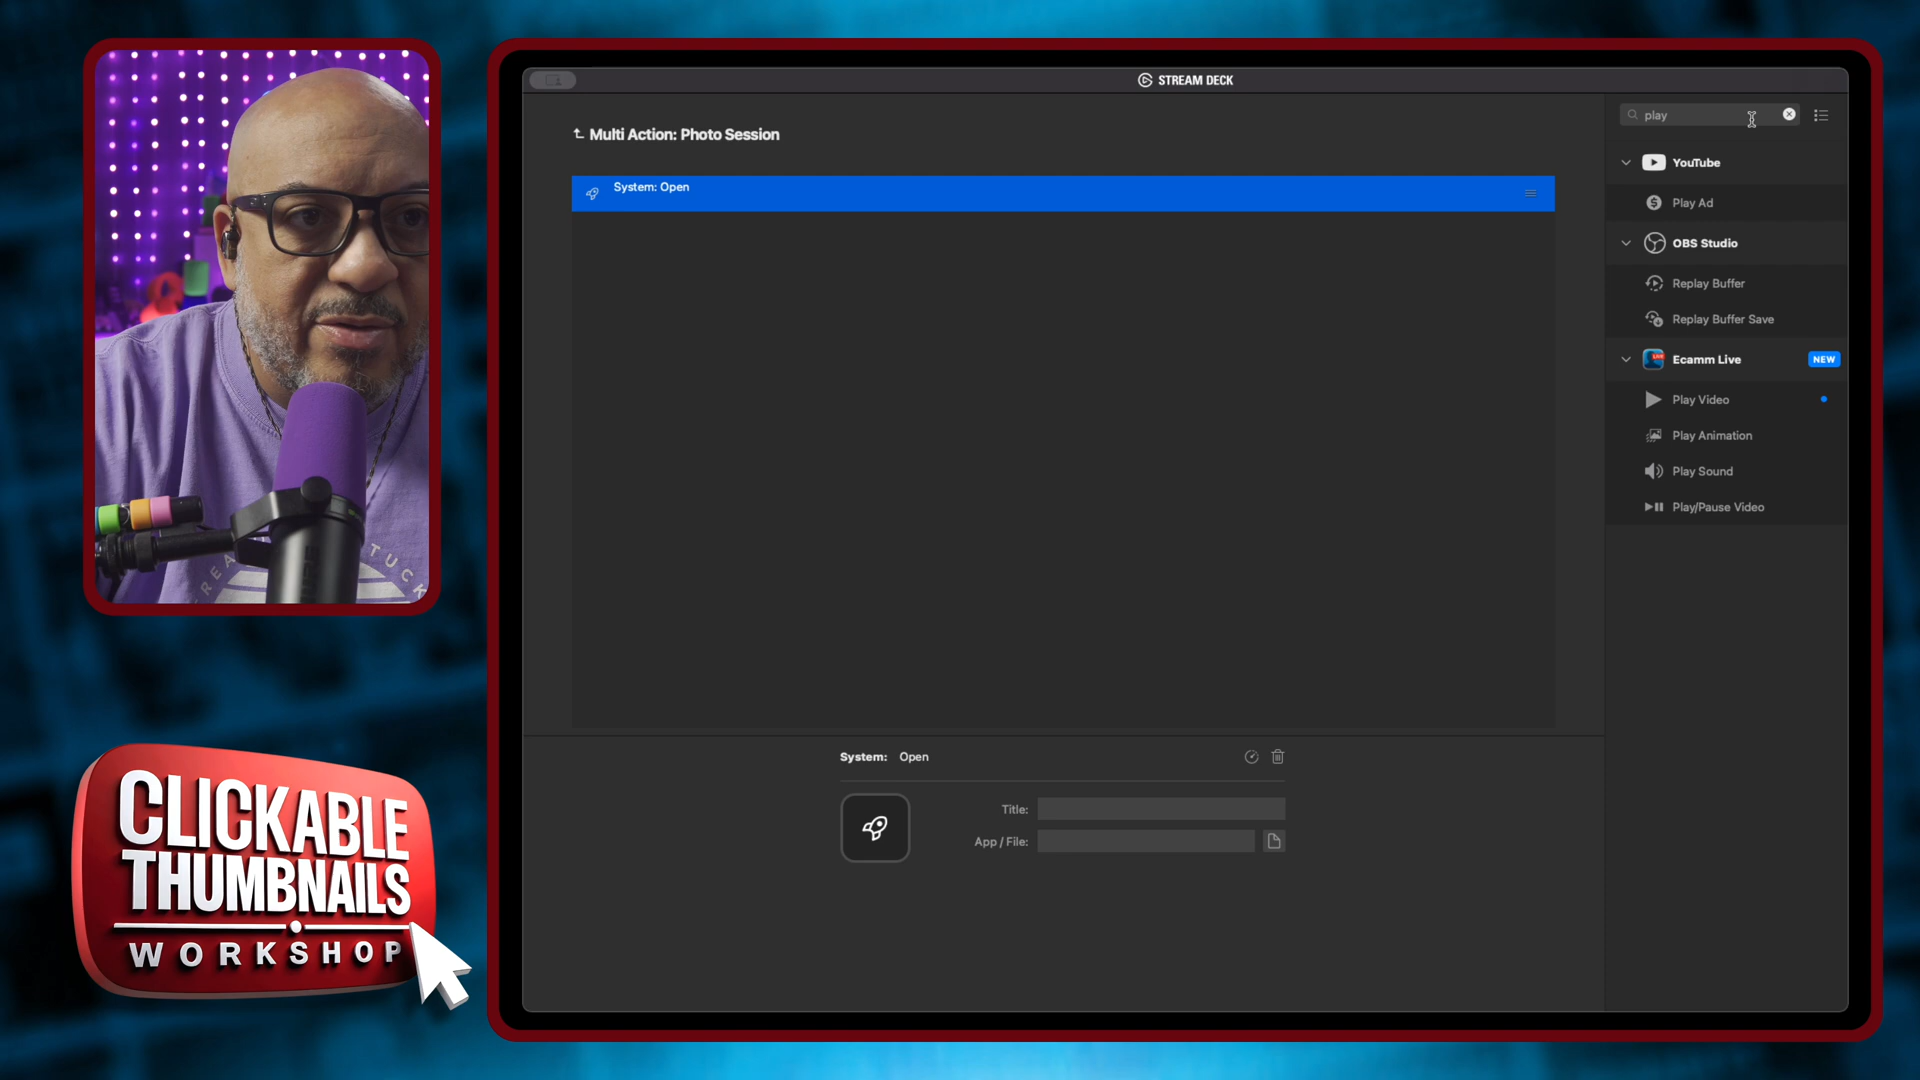 STREAM DECK
Multi Action: Photo Session
System: Open
play
YouTube
Play Ad
OBS Studio
Replay Buffer
Replay Buffer Save
Ecamm Live NEW
Play Video
Play Animation
Play Sound
Play/Pause Video
System: Open
Title:
App / File:
CLICKABLE
THUMBNAILS
WORKSHOP